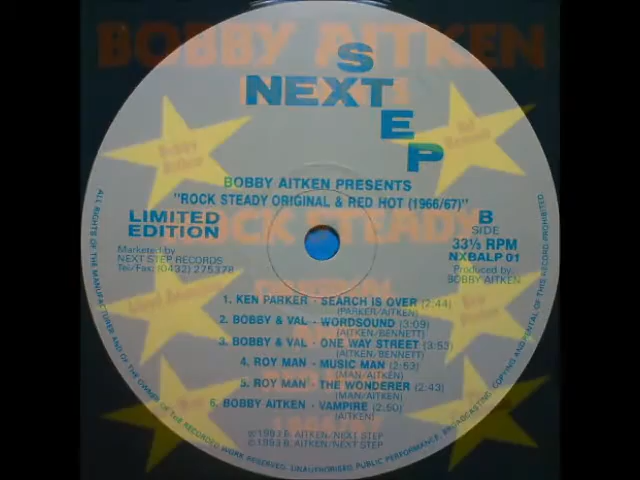 BOBBY AITKEN
NEXT STEP
BOBBY AITKEN PRESENTS
"ROCK STEADY ORIGINAL & RED HOT (1966/67)"
LIMITED
EDITION
B
SIDE
33⅓ RPM
NXBALP 01
Marketed by
NEXT STEP RECORDS
Tel/Fax: (0432) 275378
Produced by
BOBBY AITKEN
ROCK STEADY
1. KEN PARKER - SEARCH IS OVER (2:44)
(PARKER/AITKEN)
2. BOBBY & VAL - WORDSOUND (3:09)
(AITKEN/BENNETT)
3. BOBBY & VAL - ONE WAY STREET (3:53)
(AITKEN/BENNETT)
4. ROY MAN - MUSIC MAN (2:53)
(MAN/AITKEN)
5. ROY MAN - THE WONDERER (2.43)
(MAN/AITKEN)
6. BOBBY AITKEN - VAMPIRE (2:50)
(AITKEN)
℗ 1993 B. AITKEN/NEXT STEP
© 1993 B. AITKEN/NEXT STEP
ALL RIGHTS OF THE MANUFACTURER AND OF THE OWNER OF THE RECORDED WORK RESERVED. UNAUTHORISED PUBLIC PERFORMANCE, BROADCASTING COPYING AND RENTAL OF THIS RECORD PROHIBITED.